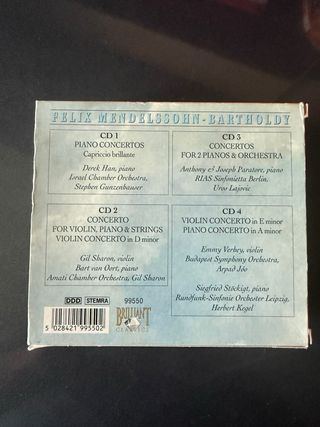 FELIX MENDELSSOHN-BARTHOLDY
CD 1
PIANO CONCERTOS
Capriccio brillante
Derek Han, piano
Israel Chamber Orchestra,
Stephen Gunzenhauser
CD 3
CONCERTOS
FOR 2 PIANOS & ORCHESTRA
Anthony & Joseph Paratore, piano
RIAS Sinfonietta Berlin,
Uroo Lajovic
CD 2
CONCERTO
FOR VIOLIN, PIANO & STRINGS
VIOLIN CONCERTO in D minor
Gil Sharon, violin
Bart van Oort, piano
Amati Chamber Orchestra, Gil Sharon
CD 4
VIOLIN CONCERTO in E minor
PIANO CONCERTO in A minor
Emmy Verhey, violin
Budapest Symphony Orchestra,
Arpad Jóo
Siegfried Stöckigt, piano
Rundfunk-Sinfonie Orchester Leipzig,
Herbert Kegel
DDD STEMRA
99550
5 028421 995502
BRILLIANT
CLASSICS